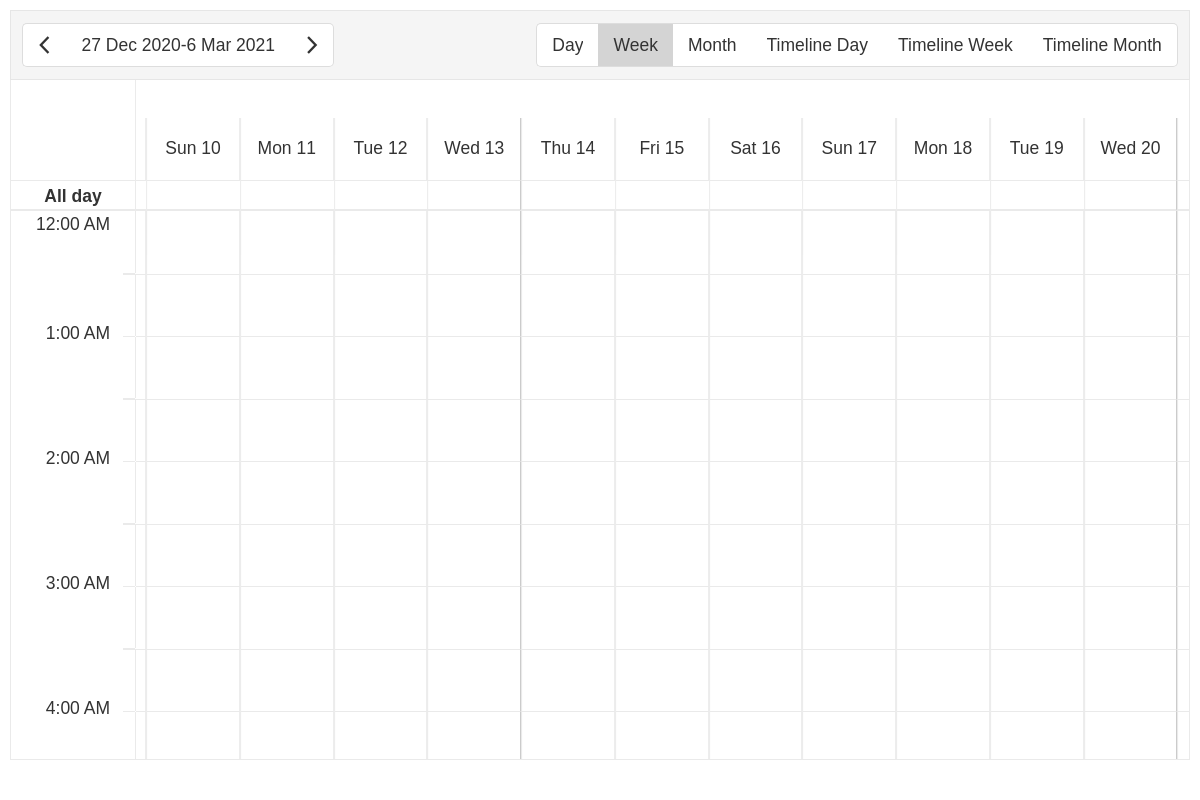 27 Dec 2020-6 Mar 2021 Day Week Month Timeline Day Timeline Week Timeline Month
Sun 10 Mon 11 Tue 12 Wed 13 Thu 14 Fri 15 Sat 16 Sun 17 Mon 18 Tue 19 Wed 20
All day
12:00 AM
1:00 AM
2:00 AM
3:00 AM
4:00 AM